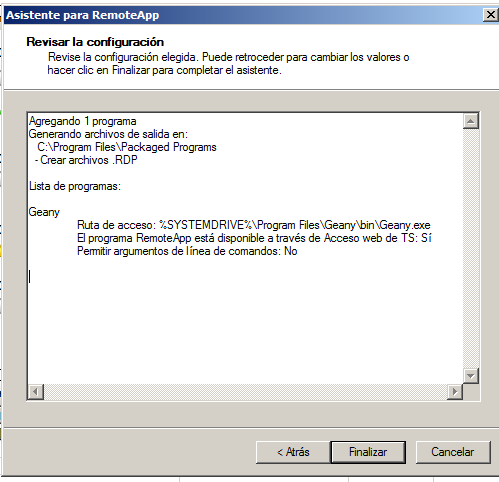 Asistente para RemoteApp
Revisar la configuración
Revise la configuración elegida. Puede retroceder para cambiar los valores o
hacer clic en Finalizar para completar el asistente.
Agregando 1 programa
Generando archivos de salida en:
C:\Program Files\Packaged Programs
- Crear archivos .RDP
Lista de programas:
Geany
Ruta de acceso: %SYSTEMDRIVE%\Program Files\Geany\bin\Geany.exe
El programa RemoteApp está disponible a través de Acceso web de TS: Sí
Permitir argumentos de línea de comandos: No
< Atrás
Finalizar
Cancelar